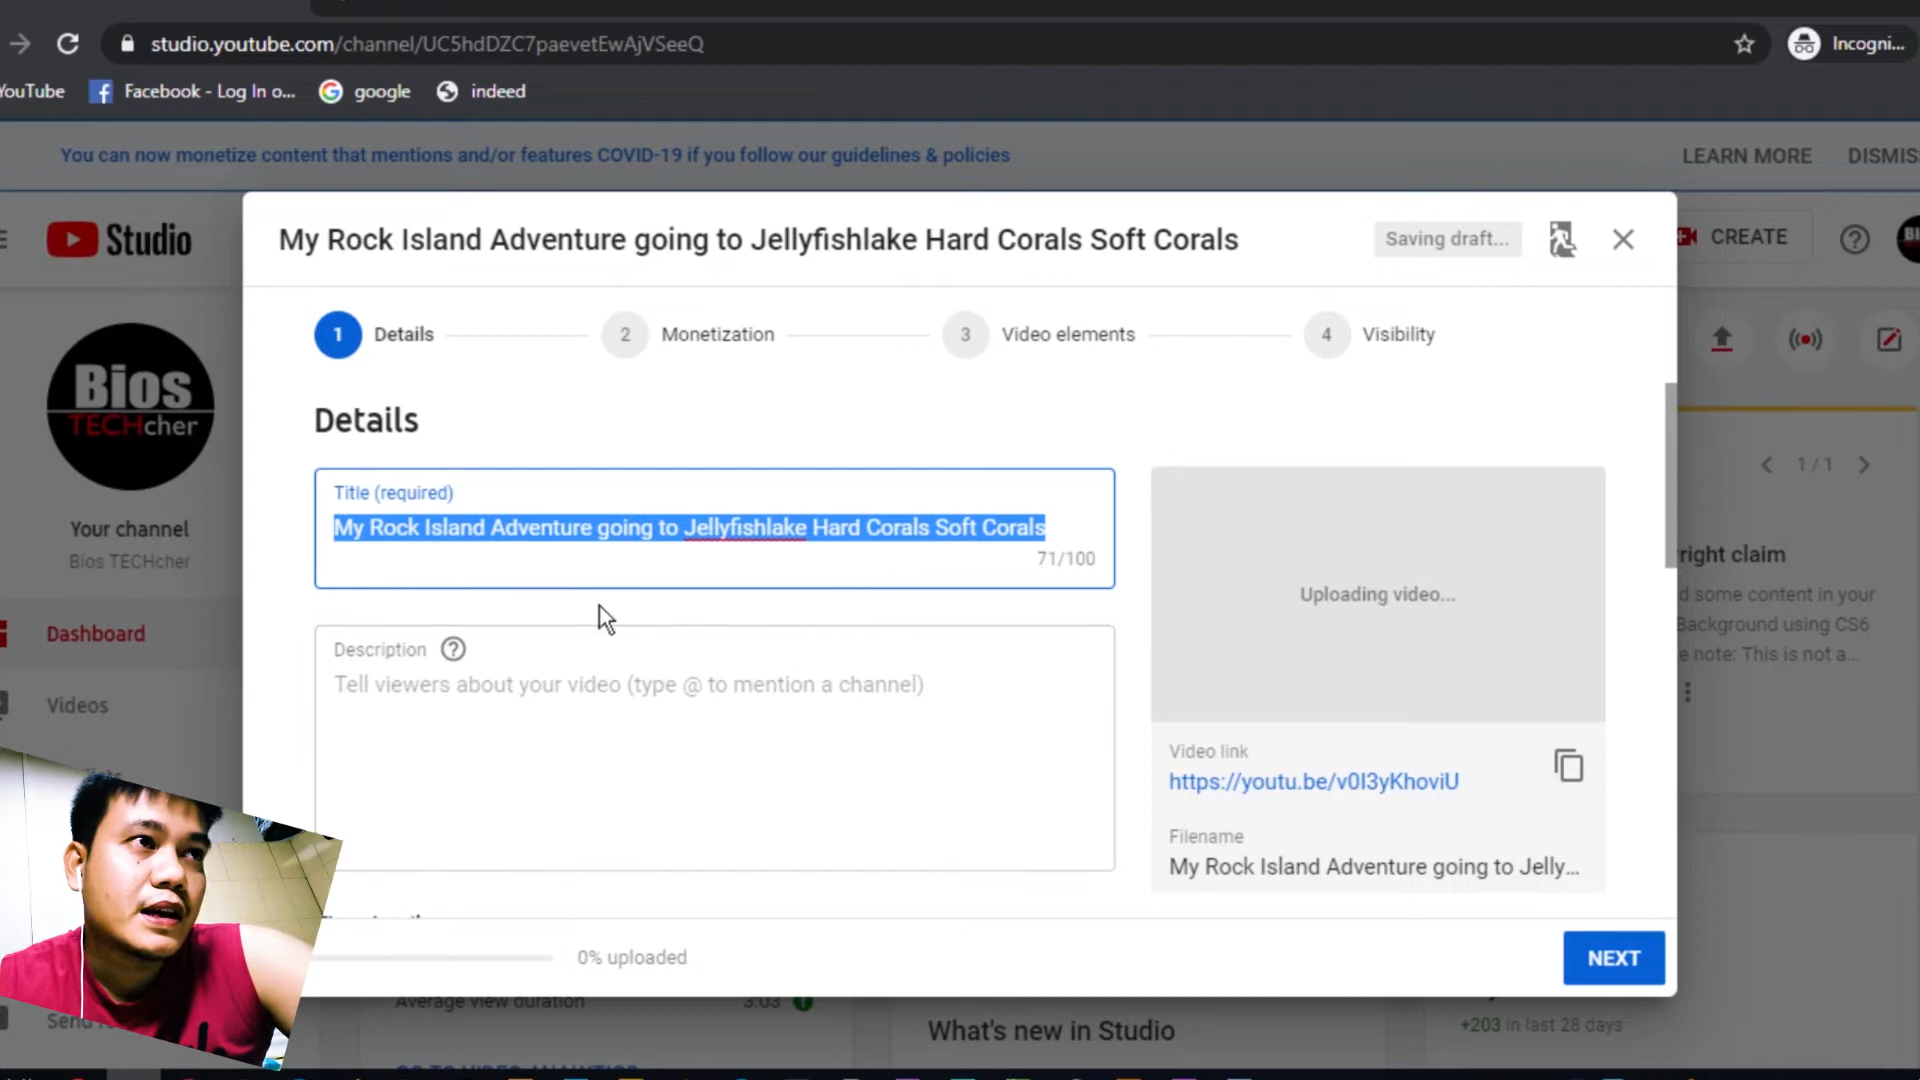 studio.youtube.com/channel/UC5hdDZC7paevetEwAjVSeeQ
Incogni...
YouTube
Facebook - Log In o...
google
indeed
You can now monetize content that mentions and/or features COVID-19 if you follow our guidelines & policies
LEARN MORE
DISMIS
Studio
My Rock Island Adventure going to Jellyfishlake Hard Corals Soft Corals
Saving draft...
CREATE
1 Details
2 Monetization
3 Video elements
4 Visibility
Bios
TECHcher
Details
Title (required)
My Rock Island Adventure going to Jellyfishlake Hard Corals Soft Corals
71/100
1 / 1
Your channel
Bios TECHcher
right claim
d some content in your
Background using CS6
e note: This is not a...
Uploading video...
Dashboard
Description
Tell viewers about your video (type @ to mention a channel)
Videos
Video link
https://youtu.be/v0I3yKhoviU
Filename
My Rock Island Adventure going to Jelly...
0% uploaded
NEXT
Average view duration
3:03
What's new in Studio
+203 in last 28 days
GO TO VIDEO ANALYTICS